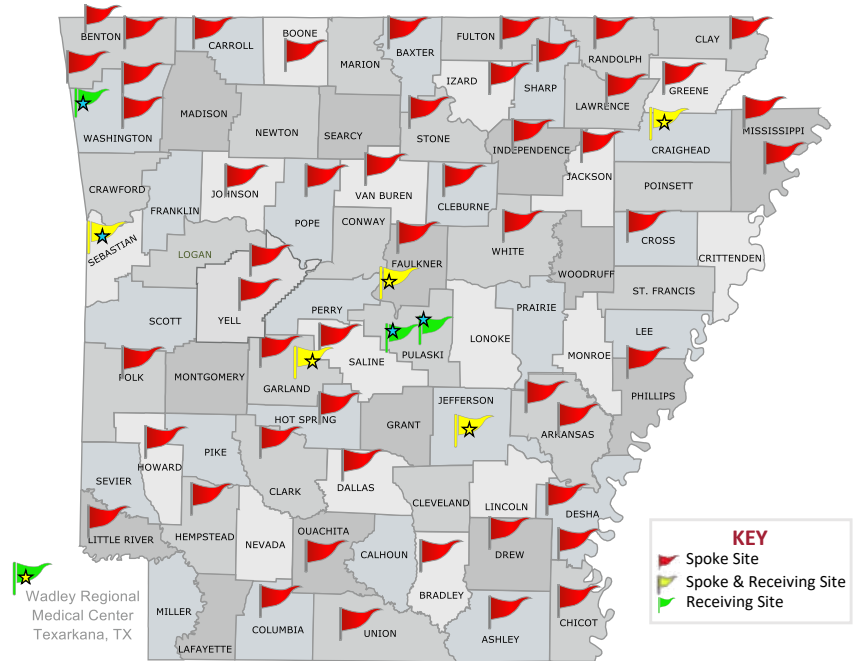 BENTON
CARROLL
BOONE
MARION
BAXTER
FULTON
RANDOLPH
CLAY
IZARD
SHARP
LAWRENCE
GREENE
WASHINGTON
MADISON
NEWTON
SEARCY
STONE
INDEPENDENCE
CRAIGHEAD
MISSISSIPPI
CRAWFORD
FRANKLIN
JOHNSON
POPE
VAN BUREN
CLEBURNE
JACKSON
POINSETT
SEBASTIAN
LOGAN
CONWAY
FAULKNER
WHITE
WOODRUFF
CROSS
CRITTENDEN
SCOTT
YELL
PERRY
PULASKI
LONOKE
PRAIRIE
MONROE
ST. FRANCIS
LEE
POLK
MONTGOMERY
GARLAND
SALINE
PHILLIPS
HOT SPRING
GRANT
JEFFERSON
ARKANSAS
SEVIER
HOWARD
PIKE
CLARK
DALLAS
CLEVELAND
LINCOLN
DESHA
LITTLE RIVER
HEMPSTEAD
NEVADA
OUACHITA
CALHOUN
BRADLEY
DREW
MILLER
LAFAYETTE
COLUMBIA
UNION
ASHLEY
CHICOT
Wadley Regional
Medical Center
Texarkana, TX
KEY
Spoke Site
Spoke & Receiving Site
Receiving Site